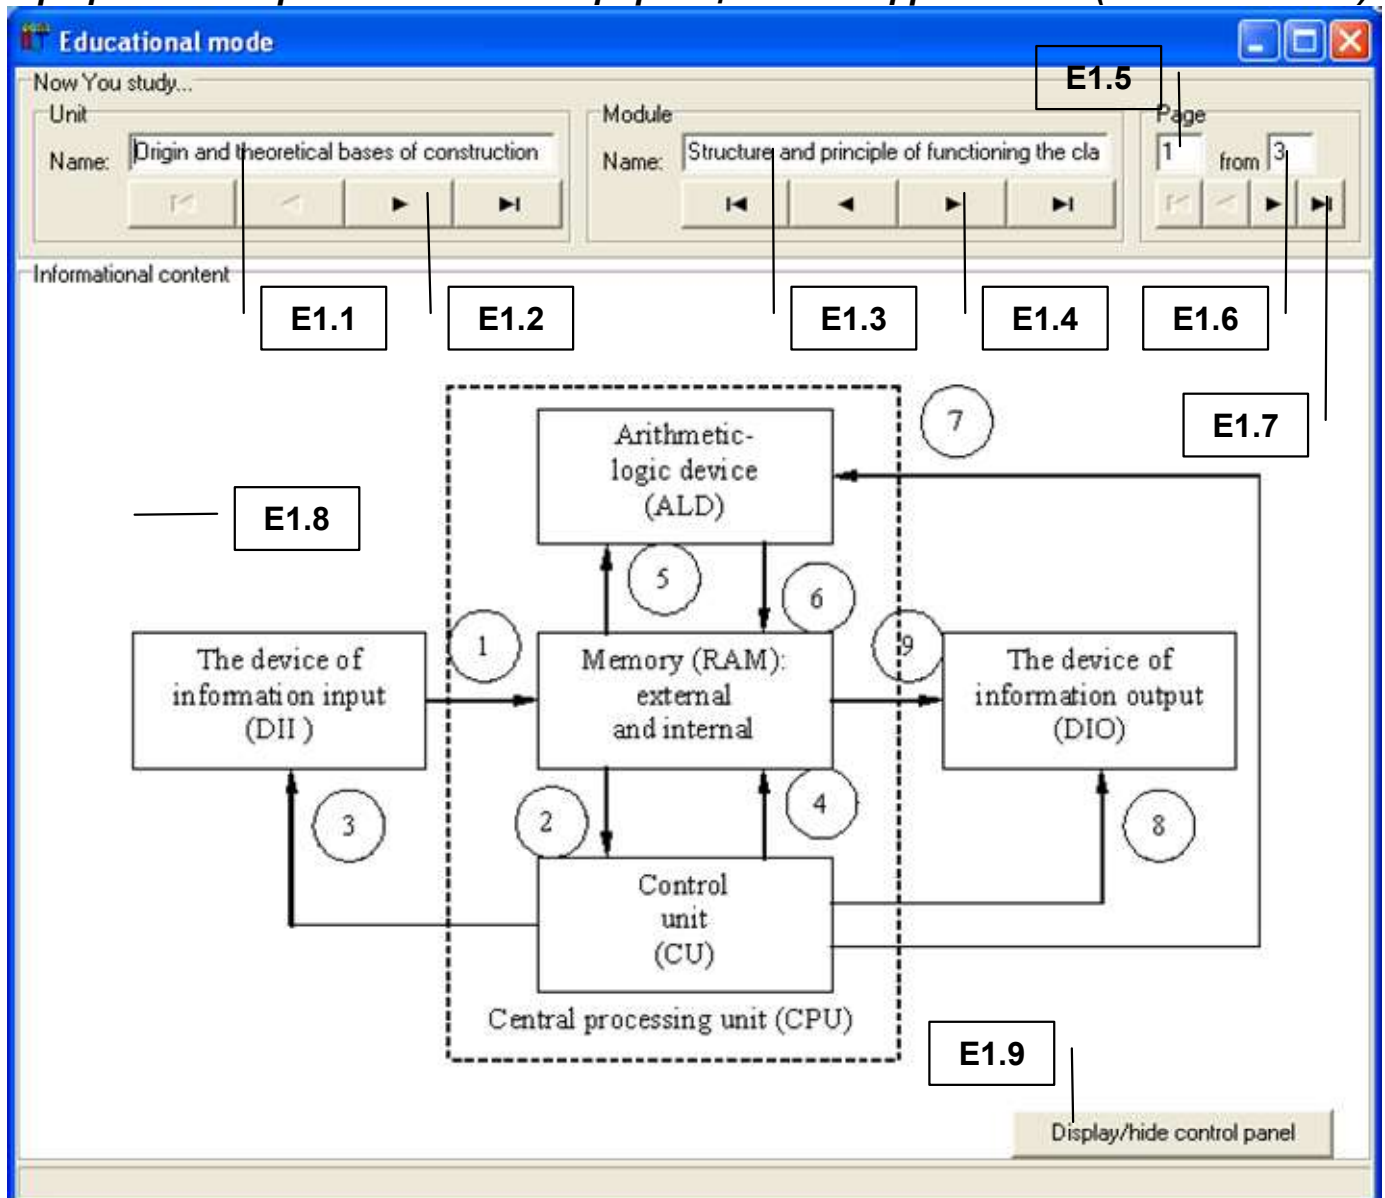 Educational mode
Now You study...
E1.5
Unit
Module
Page
Name:
Origin and theoretical bases of construction
Name:
Structure and principle of functioning the cla
1
from
3
Informational content
E1.1
E1.2
E1.3
E1.4
E1.6
E1.7
Arithmetic-
logic device
(ALD)
7
E1.8
5
6
The device of
information input
(DII )
1
Memory (RAM):
external
and internal
9
The device of
information output
(DIO)
3
2
4
8
Control
unit
(CU)
Central processing unit (CPU)
E1.9
Display/hide control panel